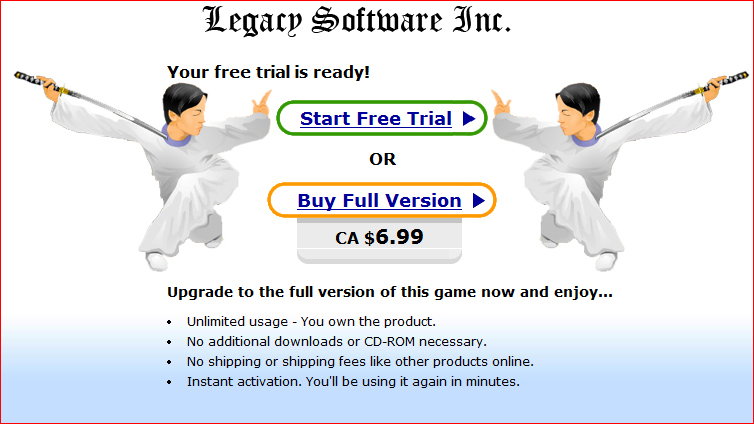 Legacy Software Inc.
Your free trial is ready!
Start Free Trial
OR
Buy Full Version
CA $6.99
Upgrade to the full version of this game now and enjoy...
• Unlimited usage - You own the product.
• No additional downloads or CD-ROM necessary.
• No shipping or shipping fees like other products online.
• Instant activation. You'll be using it again in minutes.